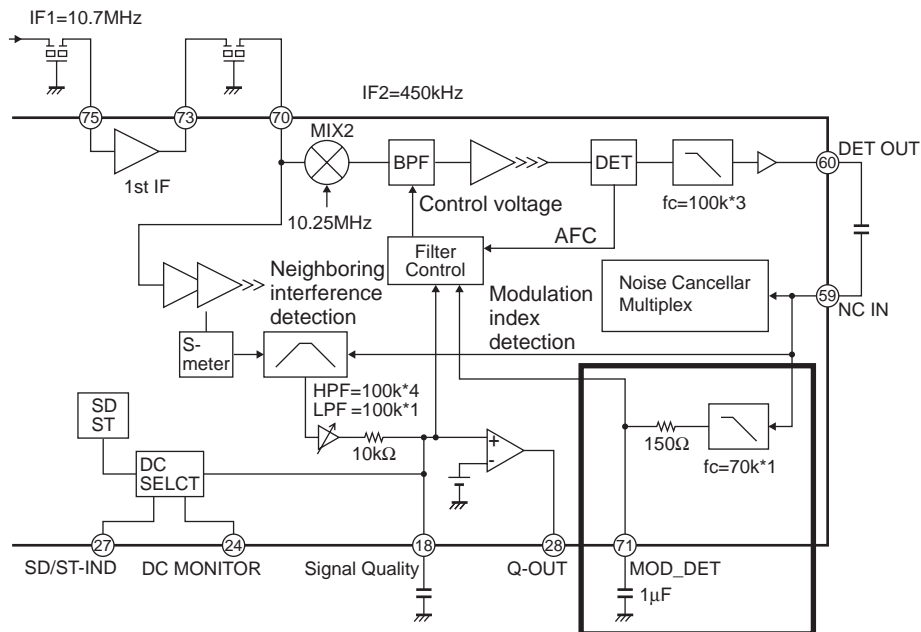 IF1=10.7MHz
IF2=450kHz
75
73
70
MIX2
DET OUT
1st IF
BPF
DET
60
10.25MHz
Control voltage
fc=100k*3
AFC
Filter
Control
Neighboring
interference
detection
Modulation
index
detection
Noise Cancellar
Multiplex
59
NC IN
S-
meter
HPF=100k*4
LPF =100k*1
SD
ST
10kΩ
+
-
150Ω
fc=70k*1
DC
SELCT
27
24
18
28
71
SD/ST-IND
DC MONITOR
Signal Quality
Q-OUT
MOD_DET
1μF